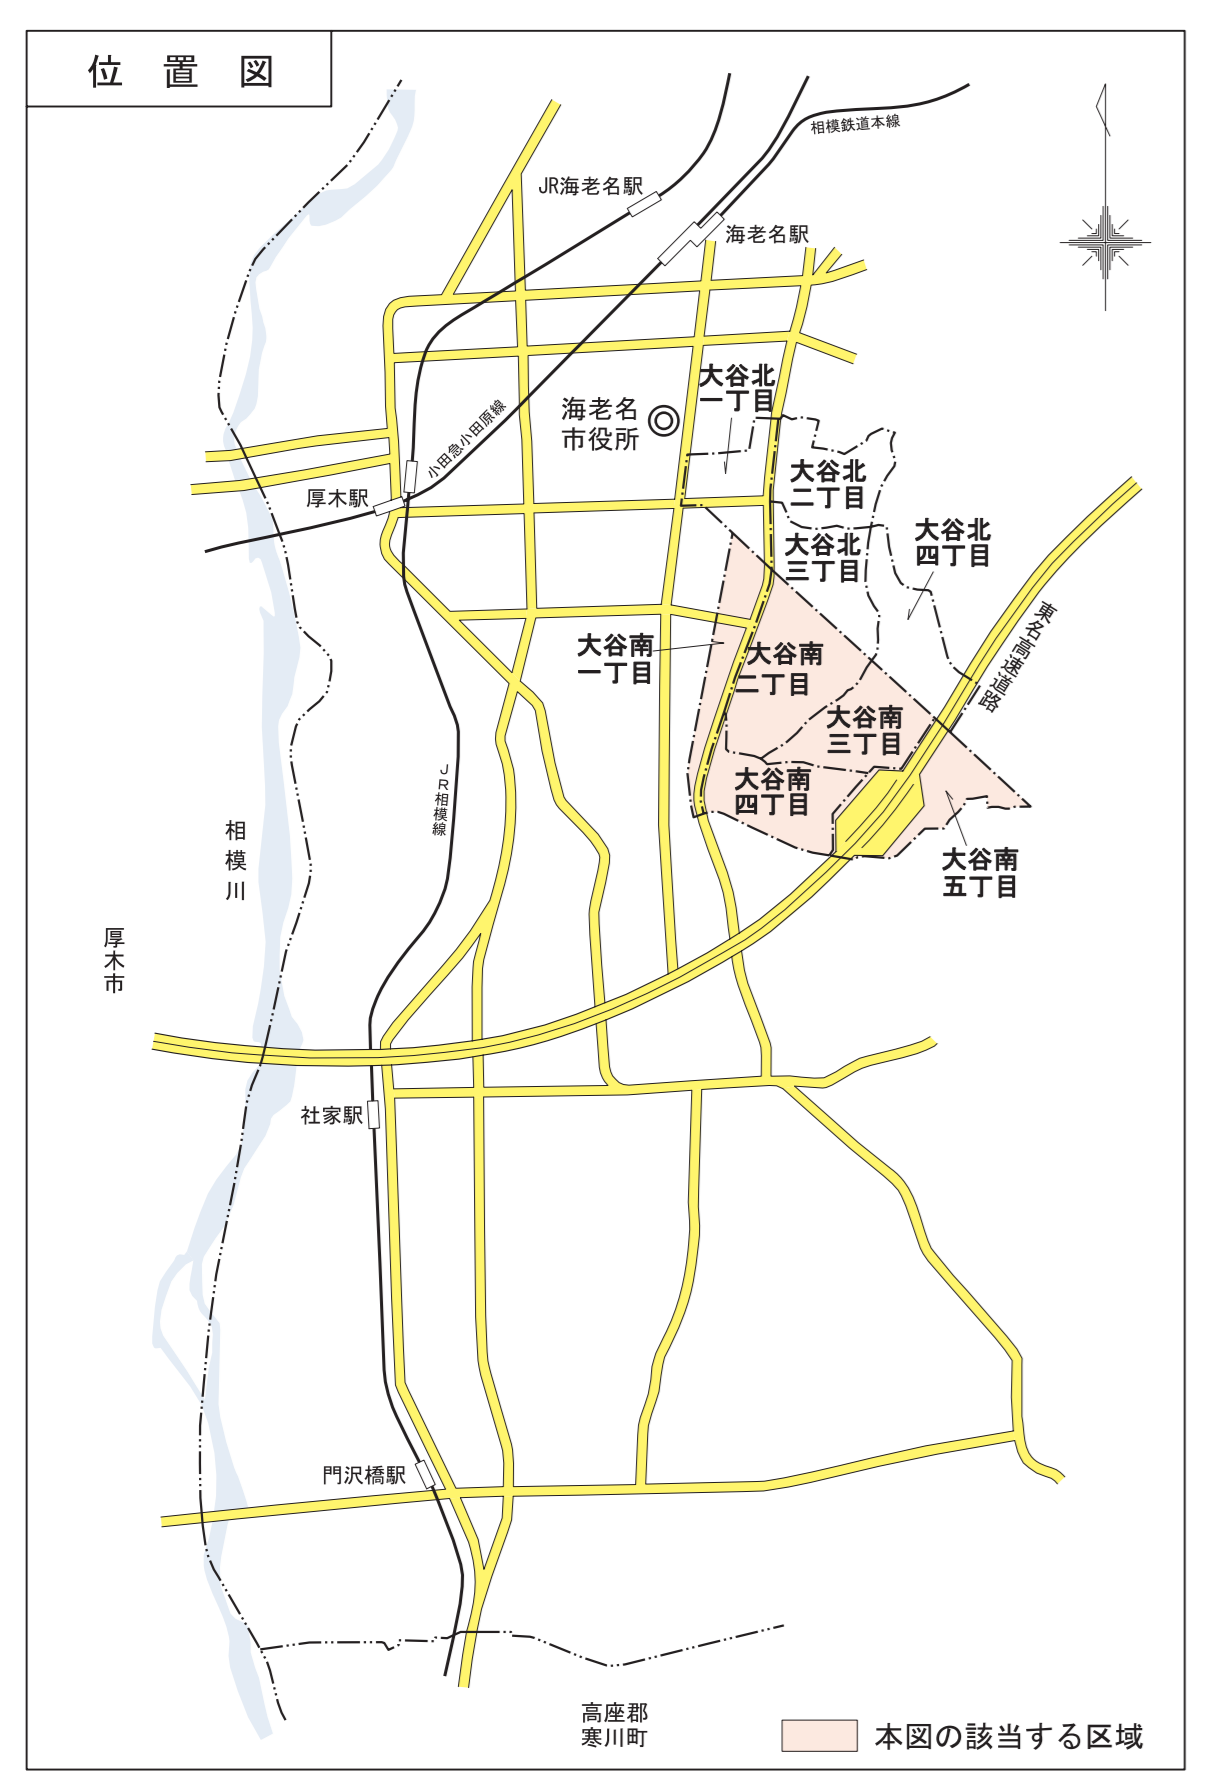 位置図
相模鉄道本線
JR海老名駅
海老名駅
大谷北
一丁目
海老名
市役所
小田急小田原線
大谷北
二丁目
厚木駅
大谷北
三丁目
大谷北
四丁目
東名高速道路
大谷南
一丁目
大谷南
二丁目
大谷南
三丁目
大谷南
四丁目
JR相模線
相模川
大谷南
五丁目
厚木市
社家駅
門沢橋駅
高座郡
寒川町
本図の該当する区域